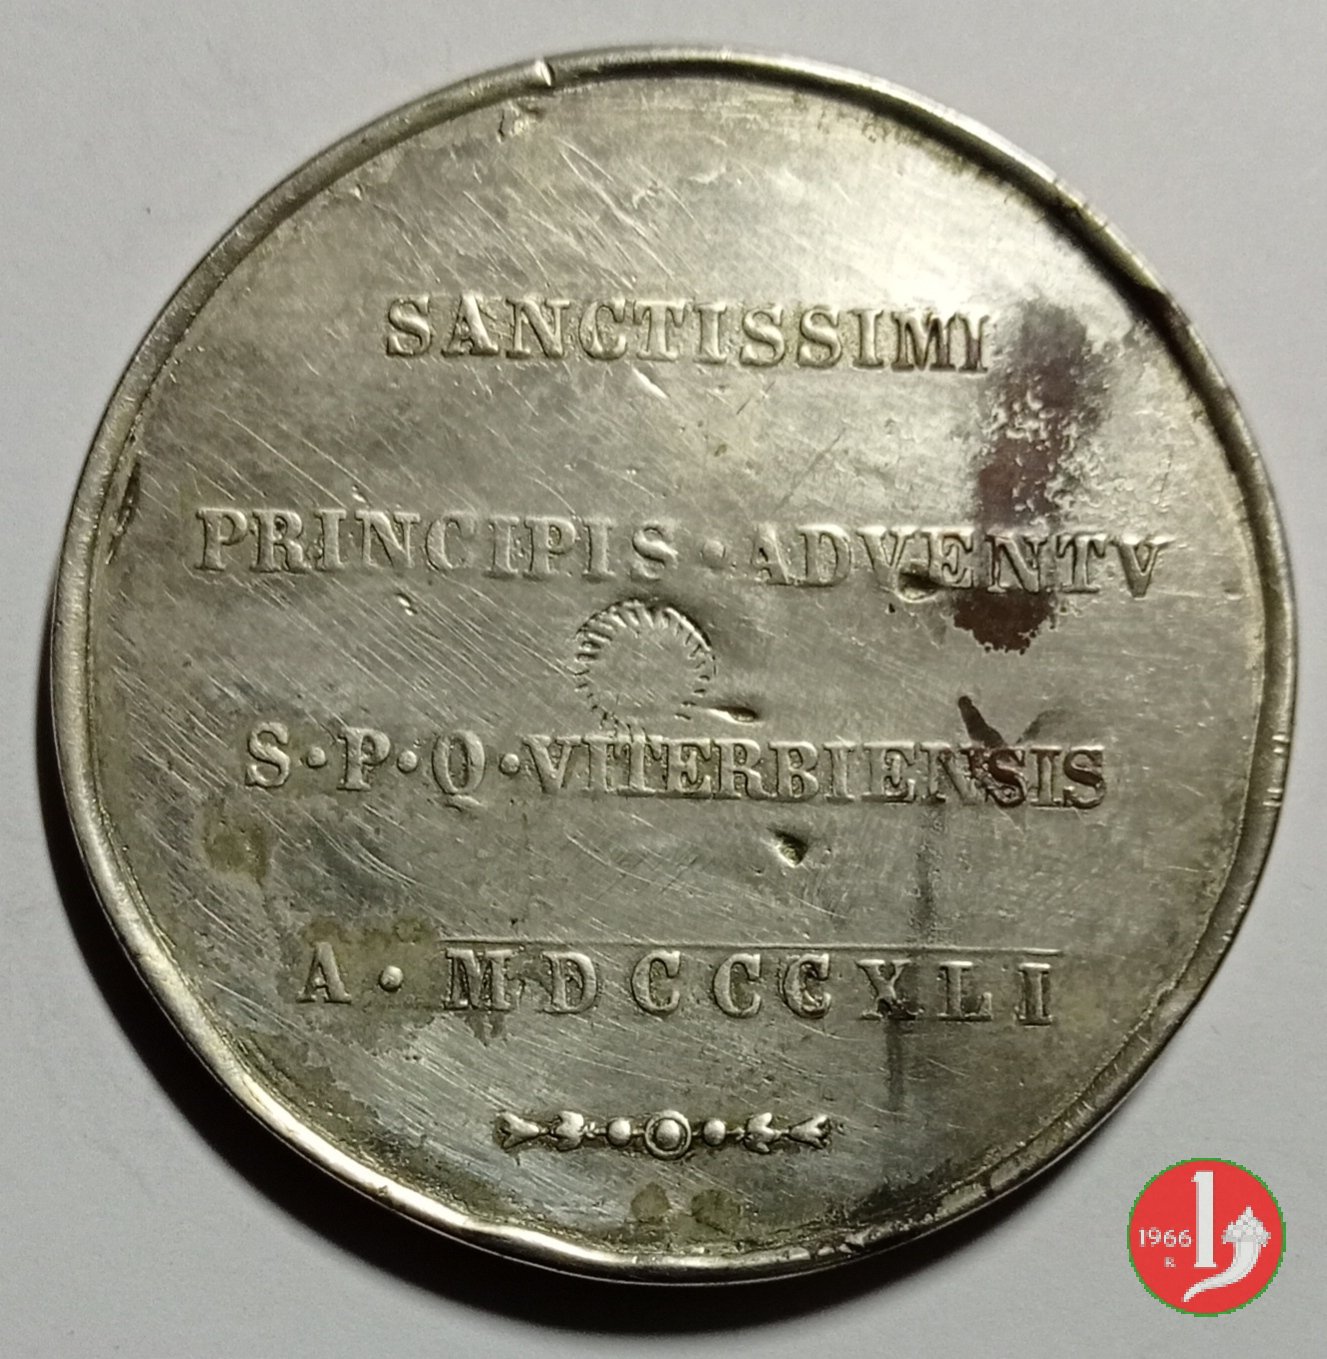 SANCTISSIMI
PRINCIPIS · ADVENTV
S · P · Q · VITERBIENSIS
A · MDCCCXLI
1966
R